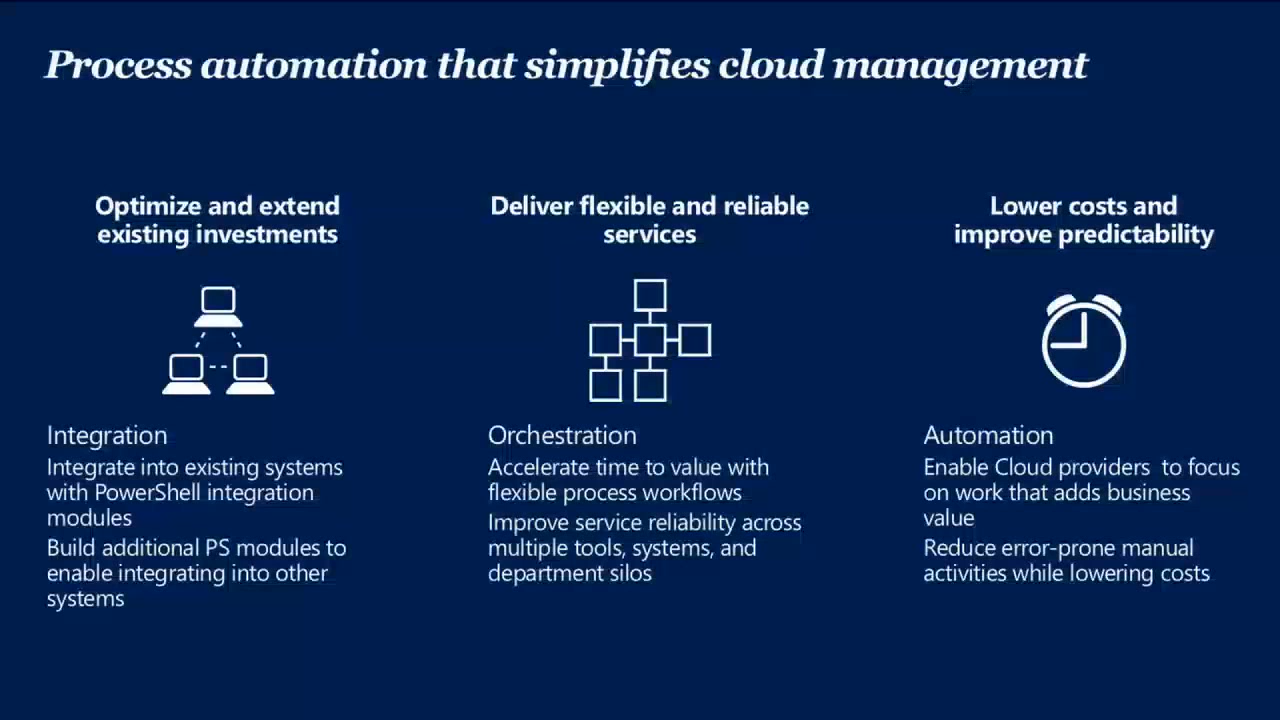 Process automation that simplifies cloud management
Optimize and extend
existing investments
Integration
Integrate into existing systems
with PowerShell integration
modules
Build additional PS modules to
enable integrating into other
systems
Deliver flexible and reliable
services
Orchestration
Accelerate time to value with
flexible process workflows
Improve service reliability across
multiple tools, systems, and
department silos
Lower costs and
improve predictability
Automation
Enable Cloud providers  to focus
on work that adds business
value
Reduce error-prone manual
activities while lowering costs